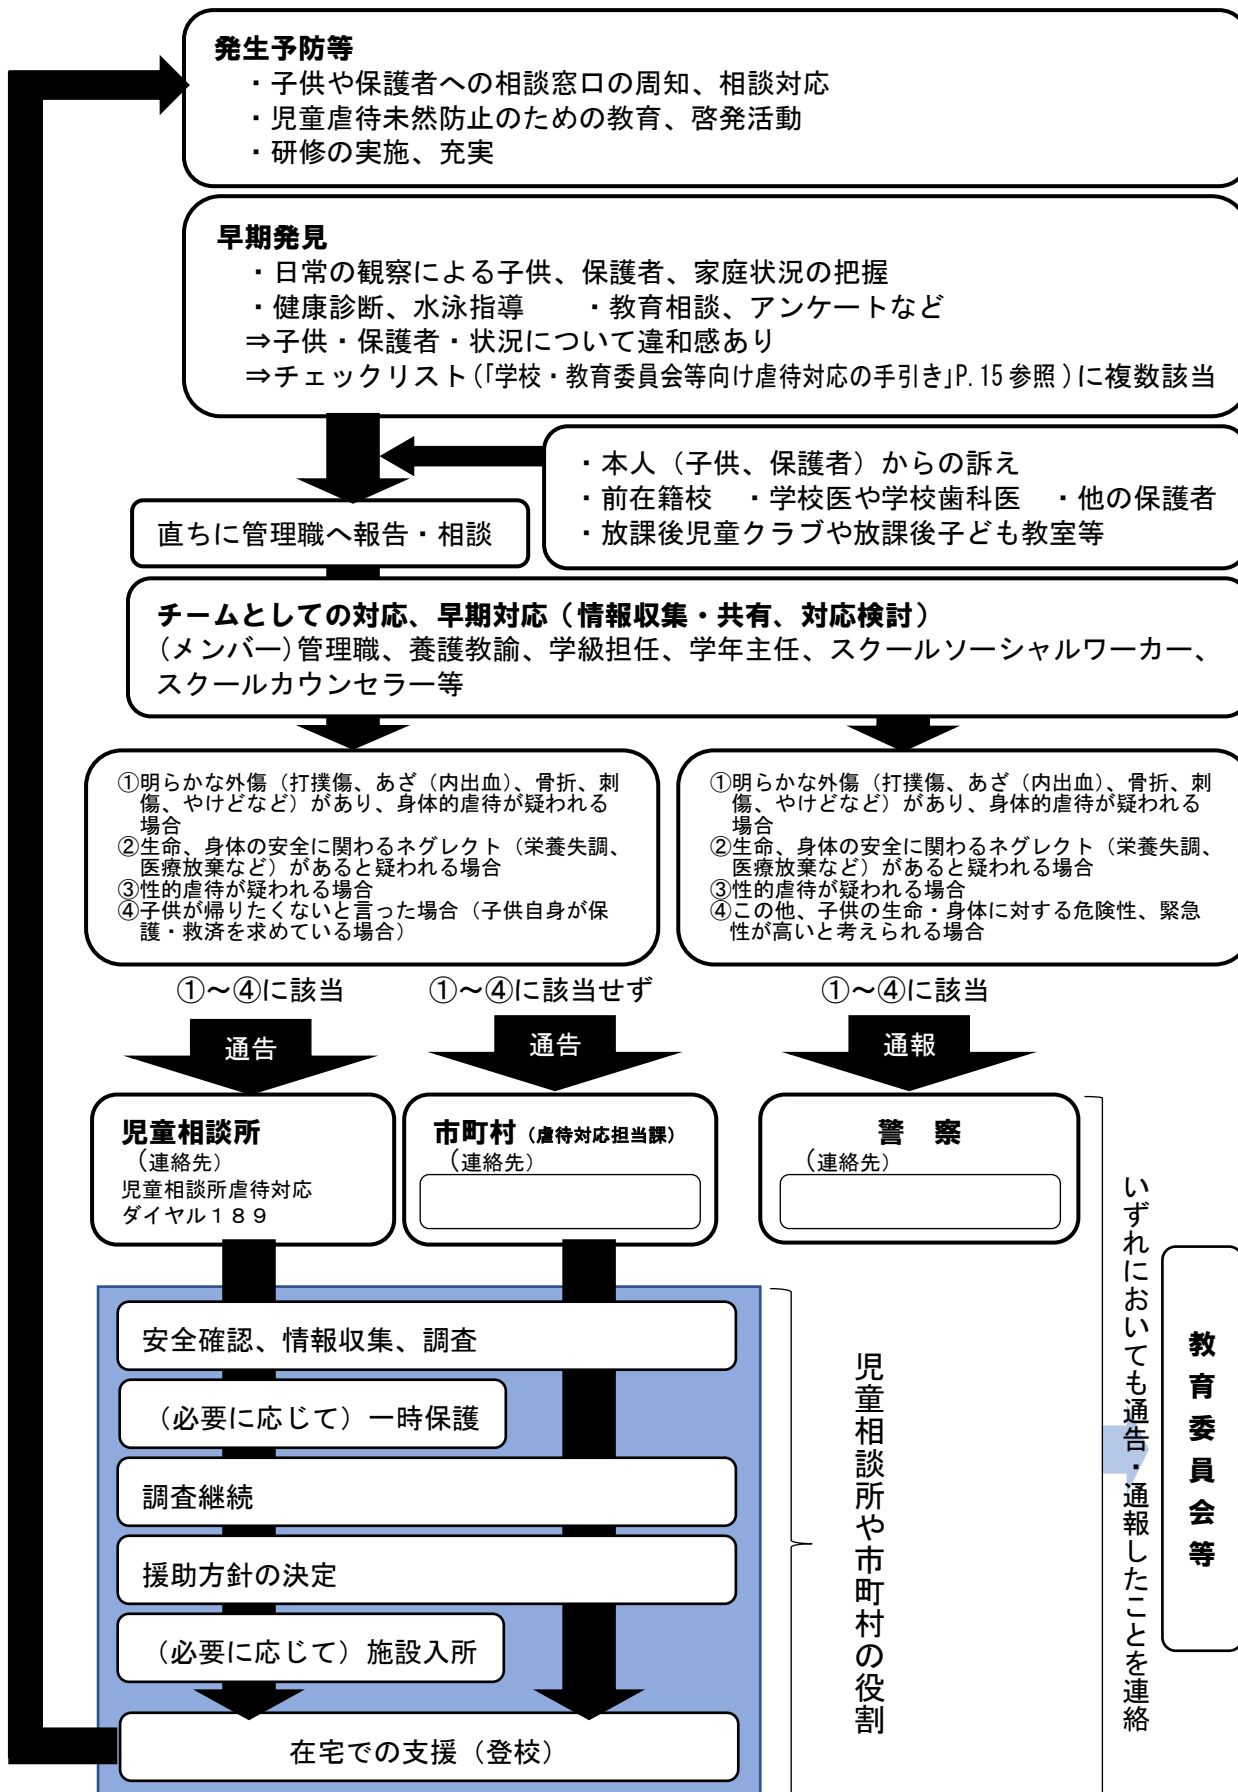 発生予防等
・子供や保護者への相談窓口の周知、相談対応
・児童虐待未然防止のための教育、啓発活動
・研修の実施、充実
早期発見
・日常の観察による子供、保護者、家庭状況の把握
・健康診断、水泳指導　　・教育相談、アンケートなど
⇒子供・保護者・状況について違和感あり
⇒チェックリスト(「学校・教育委員会等向け虐待対応の手引き」P.15 参照)に複数該当
・本人（子供、保護者）からの訴え
・前在籍校　・学校医や学校歯科医　・他の保護者
・放課後児童クラブや放課後子ども教室等
直ちに管理職へ報告・相談
チームとしての対応、早期対応（情報収集・共有、対応検討）
(メンバー)管理職、養護教諭、学級担任、学年主任、スクールソーシャルワーカー、
スクールカウンセラー等
①明らかな外傷（打撲傷、あざ（内出血）、骨折、刺
傷、やけどなど）があり、身体的虐待が疑われる
場合
②生命、身体の安全に関わるネグレクト（栄養失調、
医療放棄など）があると疑われる場合
③性的虐待が疑われる場合
④子供が帰りたくないと言った場合（子供自身が保
護・救済を求めている場合）
①明らかな外傷（打撲傷、あざ（内出血）、骨折、刺
傷、やけどなど）があり、身体的虐待が疑われる
場合
②生命、身体の安全に関わるネグレクト（栄養失調、
医療放棄など）があると疑われる場合
③性的虐待が疑われる場合
④この他、子供の生命・身体に対する危険性、緊急
性が高いと考えられる場合
①～④に該当
①～④に該当せず
①～④に該当
通告
通告
通報
児童相談所
(連絡先)
児童相談所虐待対応
ダイヤル１８９
市町村（虐待対応担当課）
(連絡先)
警　察
(連絡先)
いずれにおいても通告・通報したことを連絡
教育委員会等
安全確認、情報収集、調査
（必要に応じて）一時保護
調査継続
援助方針の決定
（必要に応じて）施設入所
在宅での支援（登校）
児童相談所や市町村の役割